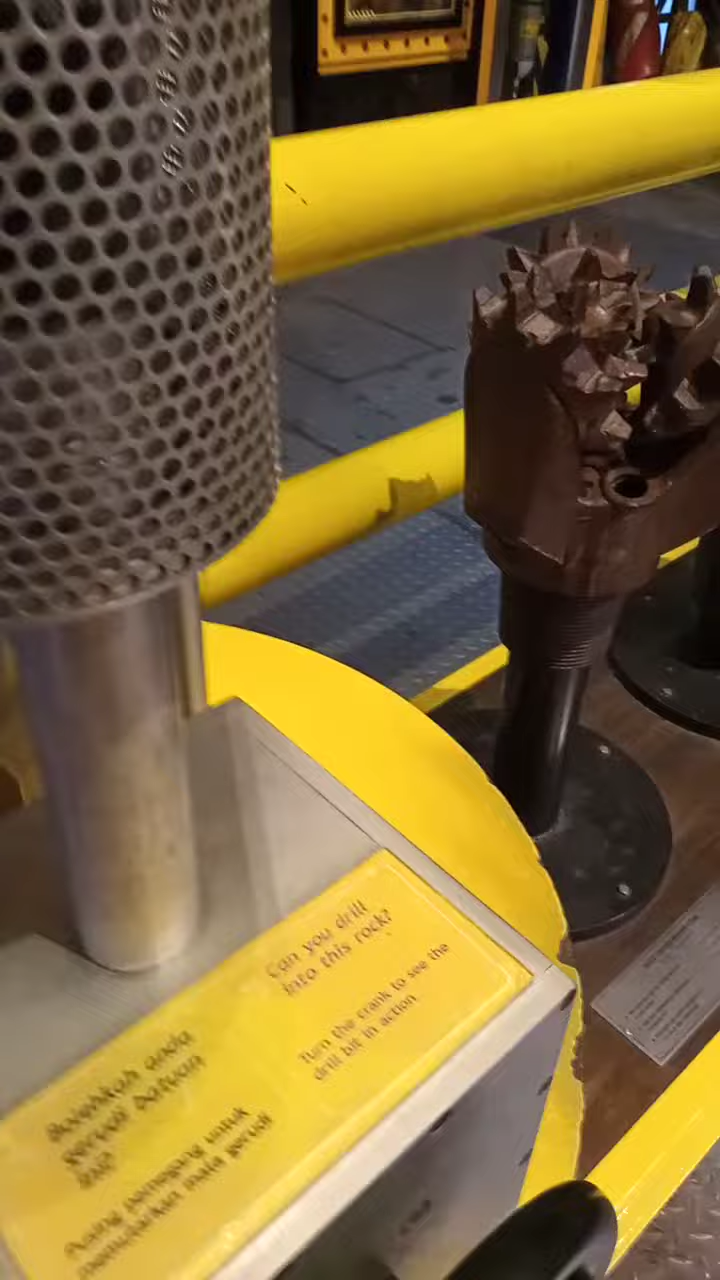 Can you drill
into this rock?
Turn the crank to see the
drill bit in action
Bolehkah anda
gerudi batuan
ini?
Pusing pemegang untuk
memutarkan mata gerudi